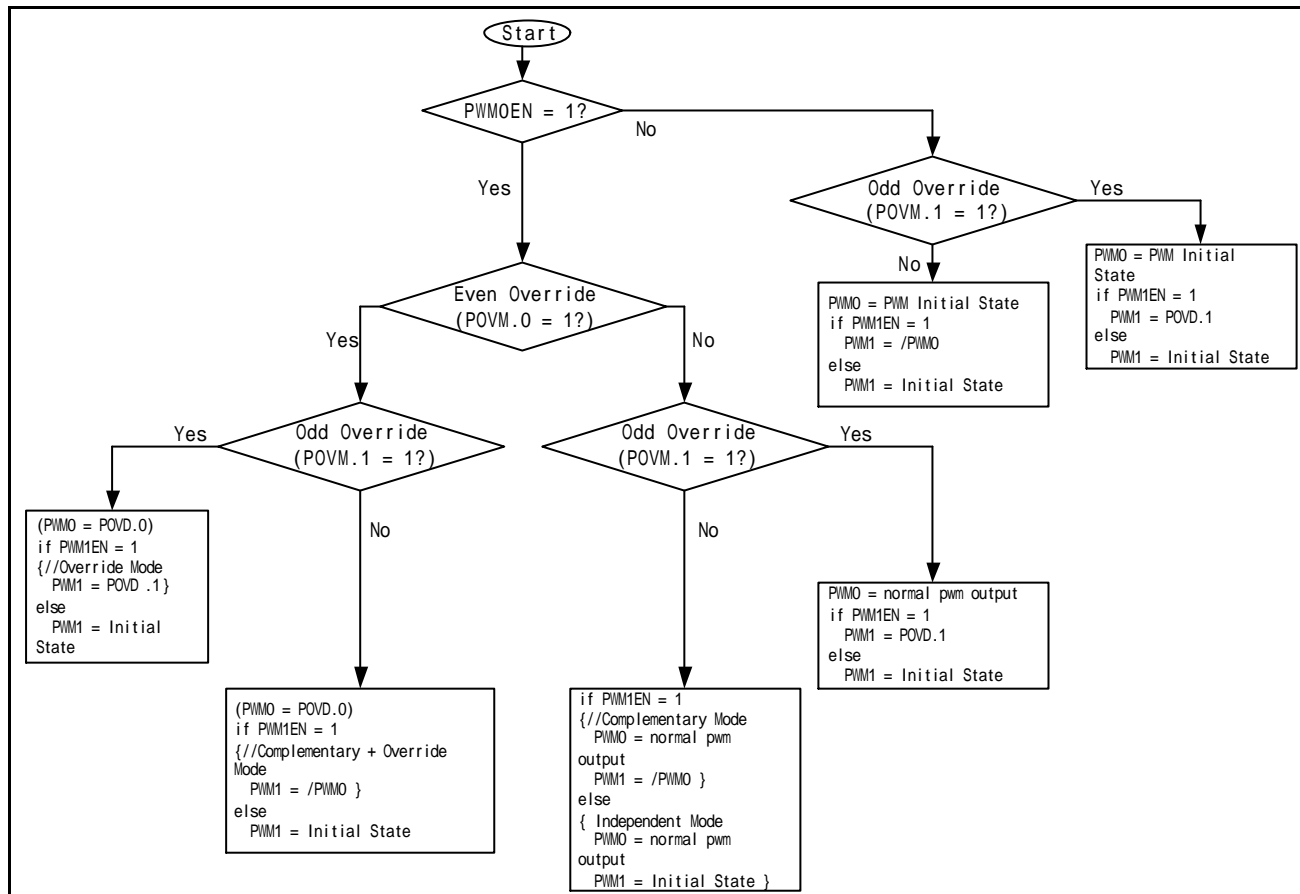 Start
PWM0EN = 1?
No
Yes
Odd Override
(POVM.1 = 1?)
Yes
No
PWM0 = PWM Initial
State
if PWM1EN = 1
PWM1 = POVD.1
else
PWM1 = Initial State
PWM0 = PWM Initial State
if PWM1EN = 1
PWM1 = /PWM0
else
PWM1 = Initial State
Even Override
(POVM.0 = 1?)
Yes
No
Odd Override
(POVM.1 = 1?)
Yes
No
Odd Override
(POVM.1 = 1?)
Yes
No
(PWM0 = POVD.0)
if PWM1EN = 1
{//Override Mode
PWM1 = POVD .1}
else
PWM1 = Initial
State
PWM0 = normal pwm output
if PWM1EN = 1
PWM1 = POVD.1
else
PWM1 = Initial State
(PWM0 = POVD.0)
if PWM1EN = 1
{//Complementary + Override
Mode
PWM1 = /PWM0 }
else
PWM1 = Initial State
if PWM1EN = 1
{//Complementary Mode
PWM0 = normal pwm
output
PWM1 = /PWM0 }
else
{ Independent Mode
PWM0 = normal pwm
output
PWM1 = Initial State }